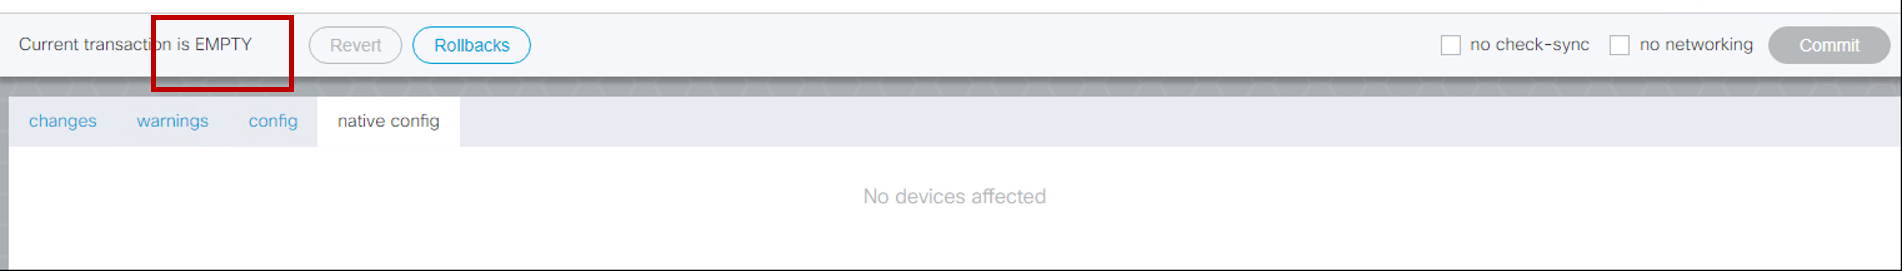 Current transaction is EMPTY Revert Rollbacks no check-sync no networking Commit
changes warnings config native config
No devices affected